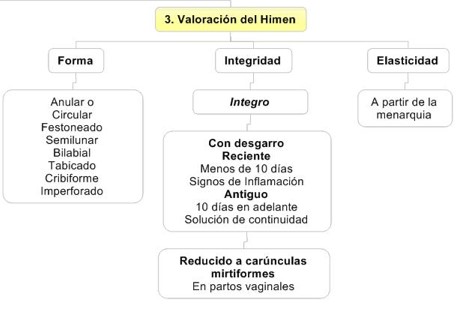 3. Valoración del Himen
Forma
Integridad
Elasticidad
Anular o
Circular
Festoneado
Semilunar
Bilabial
Tabicado
Cribiforme
Imperforado
Integro
A partir de la
menarquia
Con desgarro
Reciente
Menos de 10 días
Signos de Inflamación
Antiguo
10 días en adelante
Solución de continuidad
Reducido a carúnculas
mirtiformes
En partos vaginales